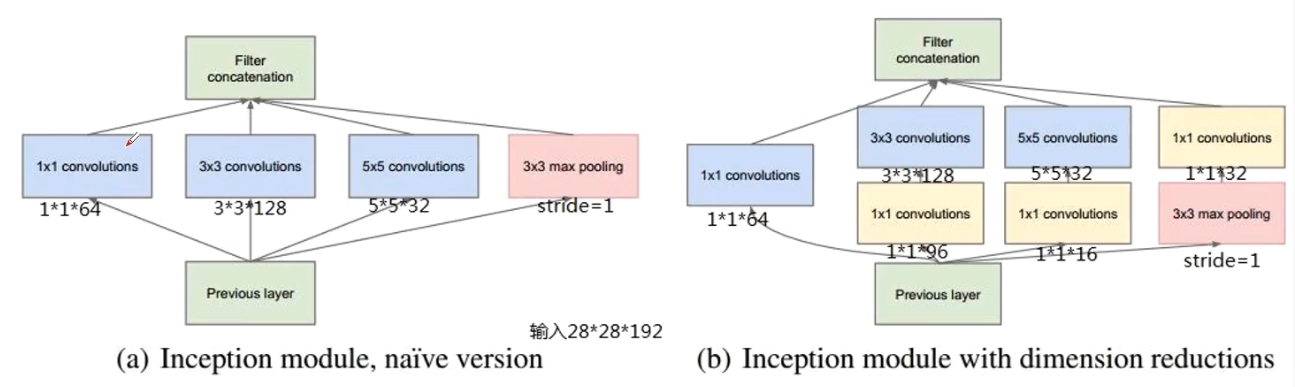 Filter
concatenation
1x1 convolutions
3x3 convolutions
5x5 convolutions
3x3 max pooling
1*1*64
3*3*128
5*5*32
stride=1
Previous layer
输入28*28*192
(a) Inception module, naïve version
Filter
concatenation
3x3 convolutions
5x5 convolutions
1x1 convolutions
1x1 convolutions
3*3*128
5*5*32
1*1*32
1*1*64
1x1 convolutions
1x1 convolutions
3x3 max pooling
1*1*96
1*1*16
stride=1
Previous layer
(b) Inception module with dimension reductions